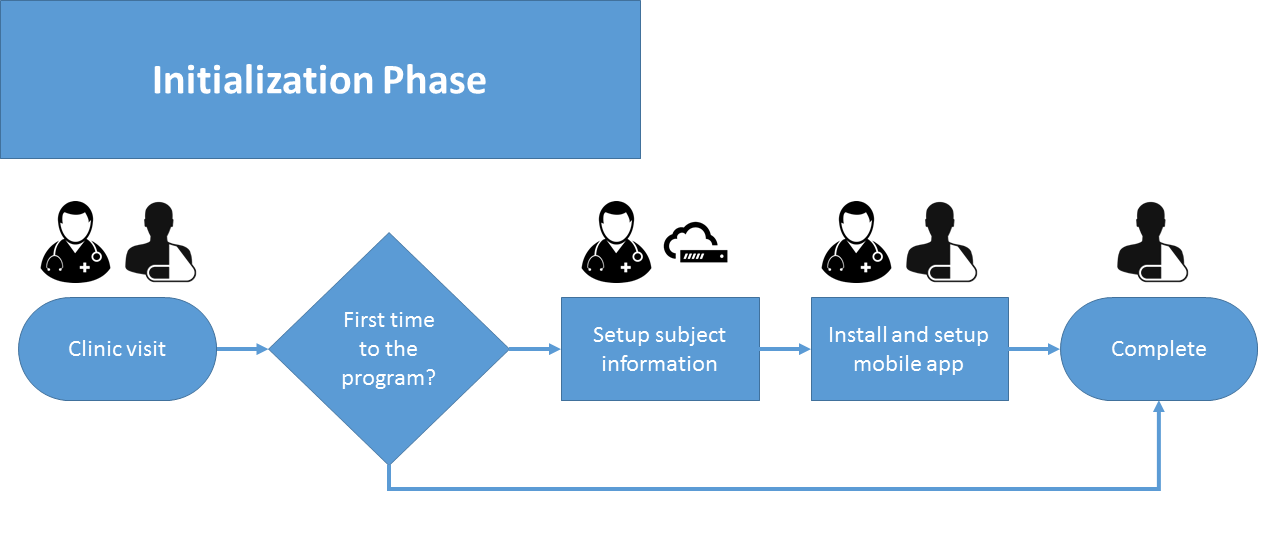 Initialization Phase
Clinic visit
First time
to the
program?
Setup subject
information
Install and setup
mobile app
Complete